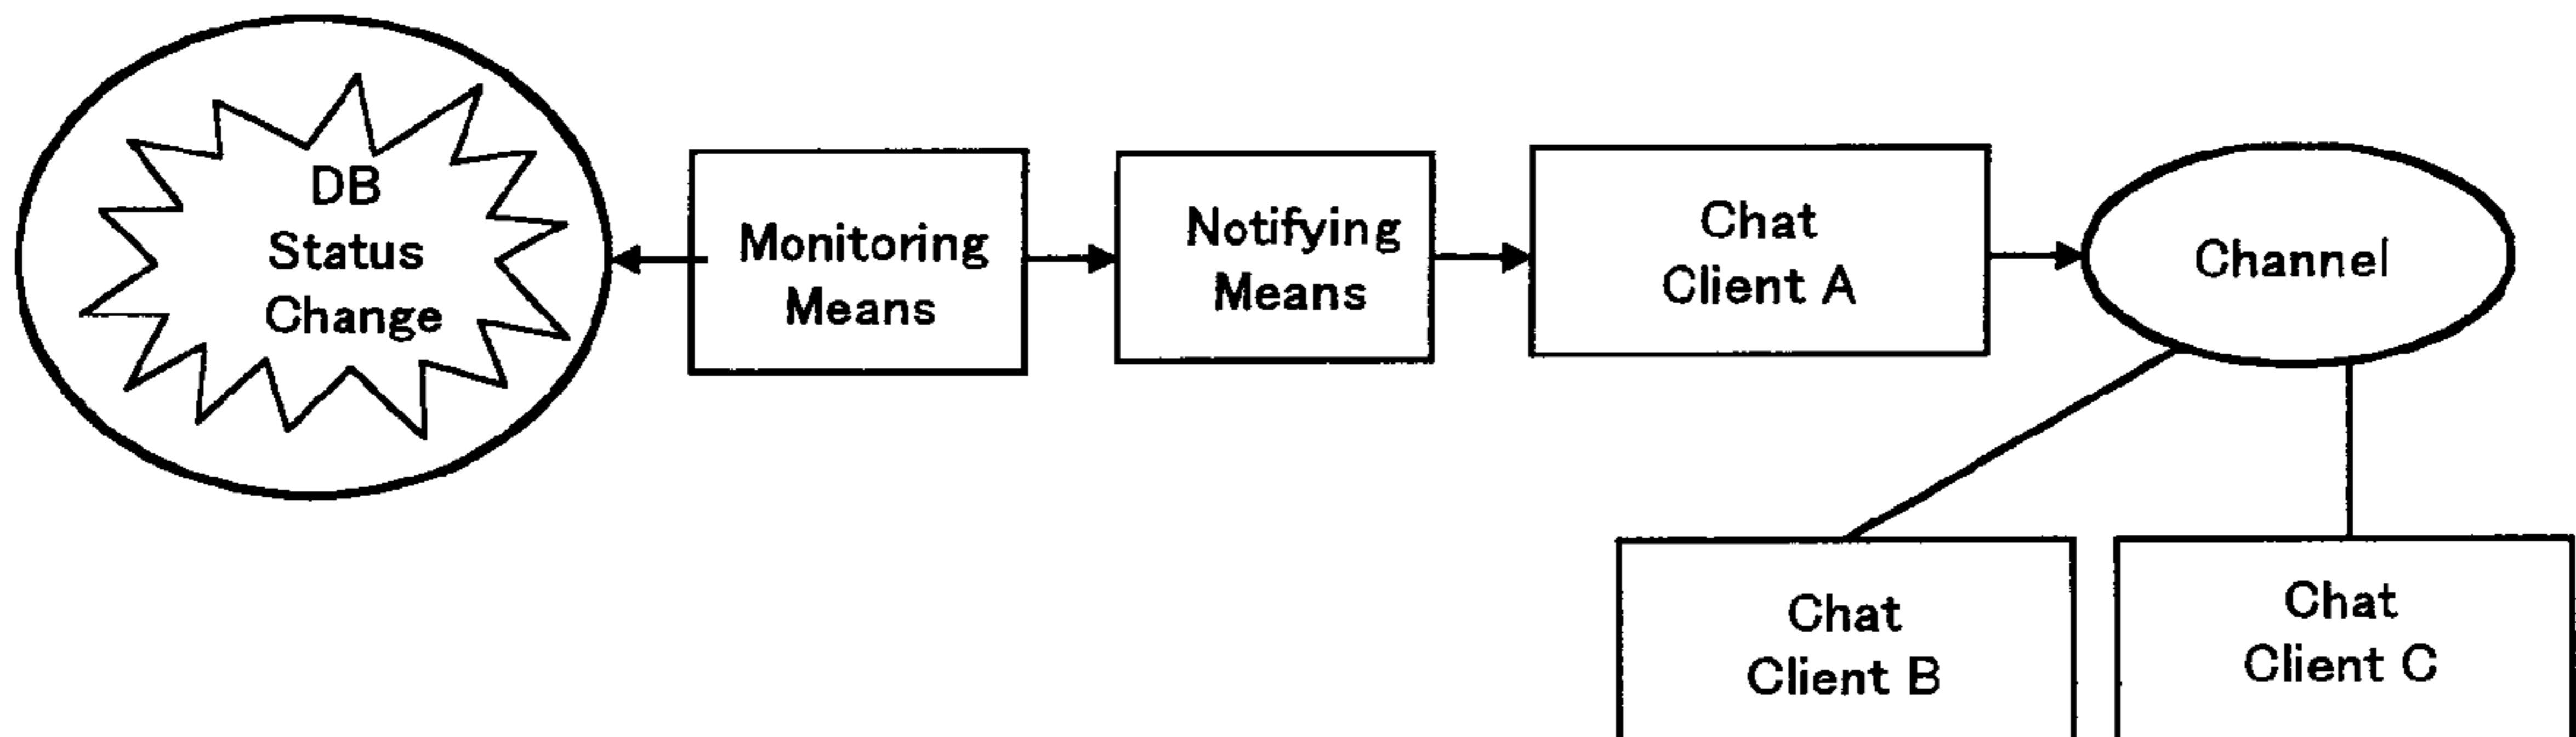 DB
Status
Change
Monitoring
Means
Notifying
Means
Chat
Client A
Channel
Chat
Client B
Chat
Client C